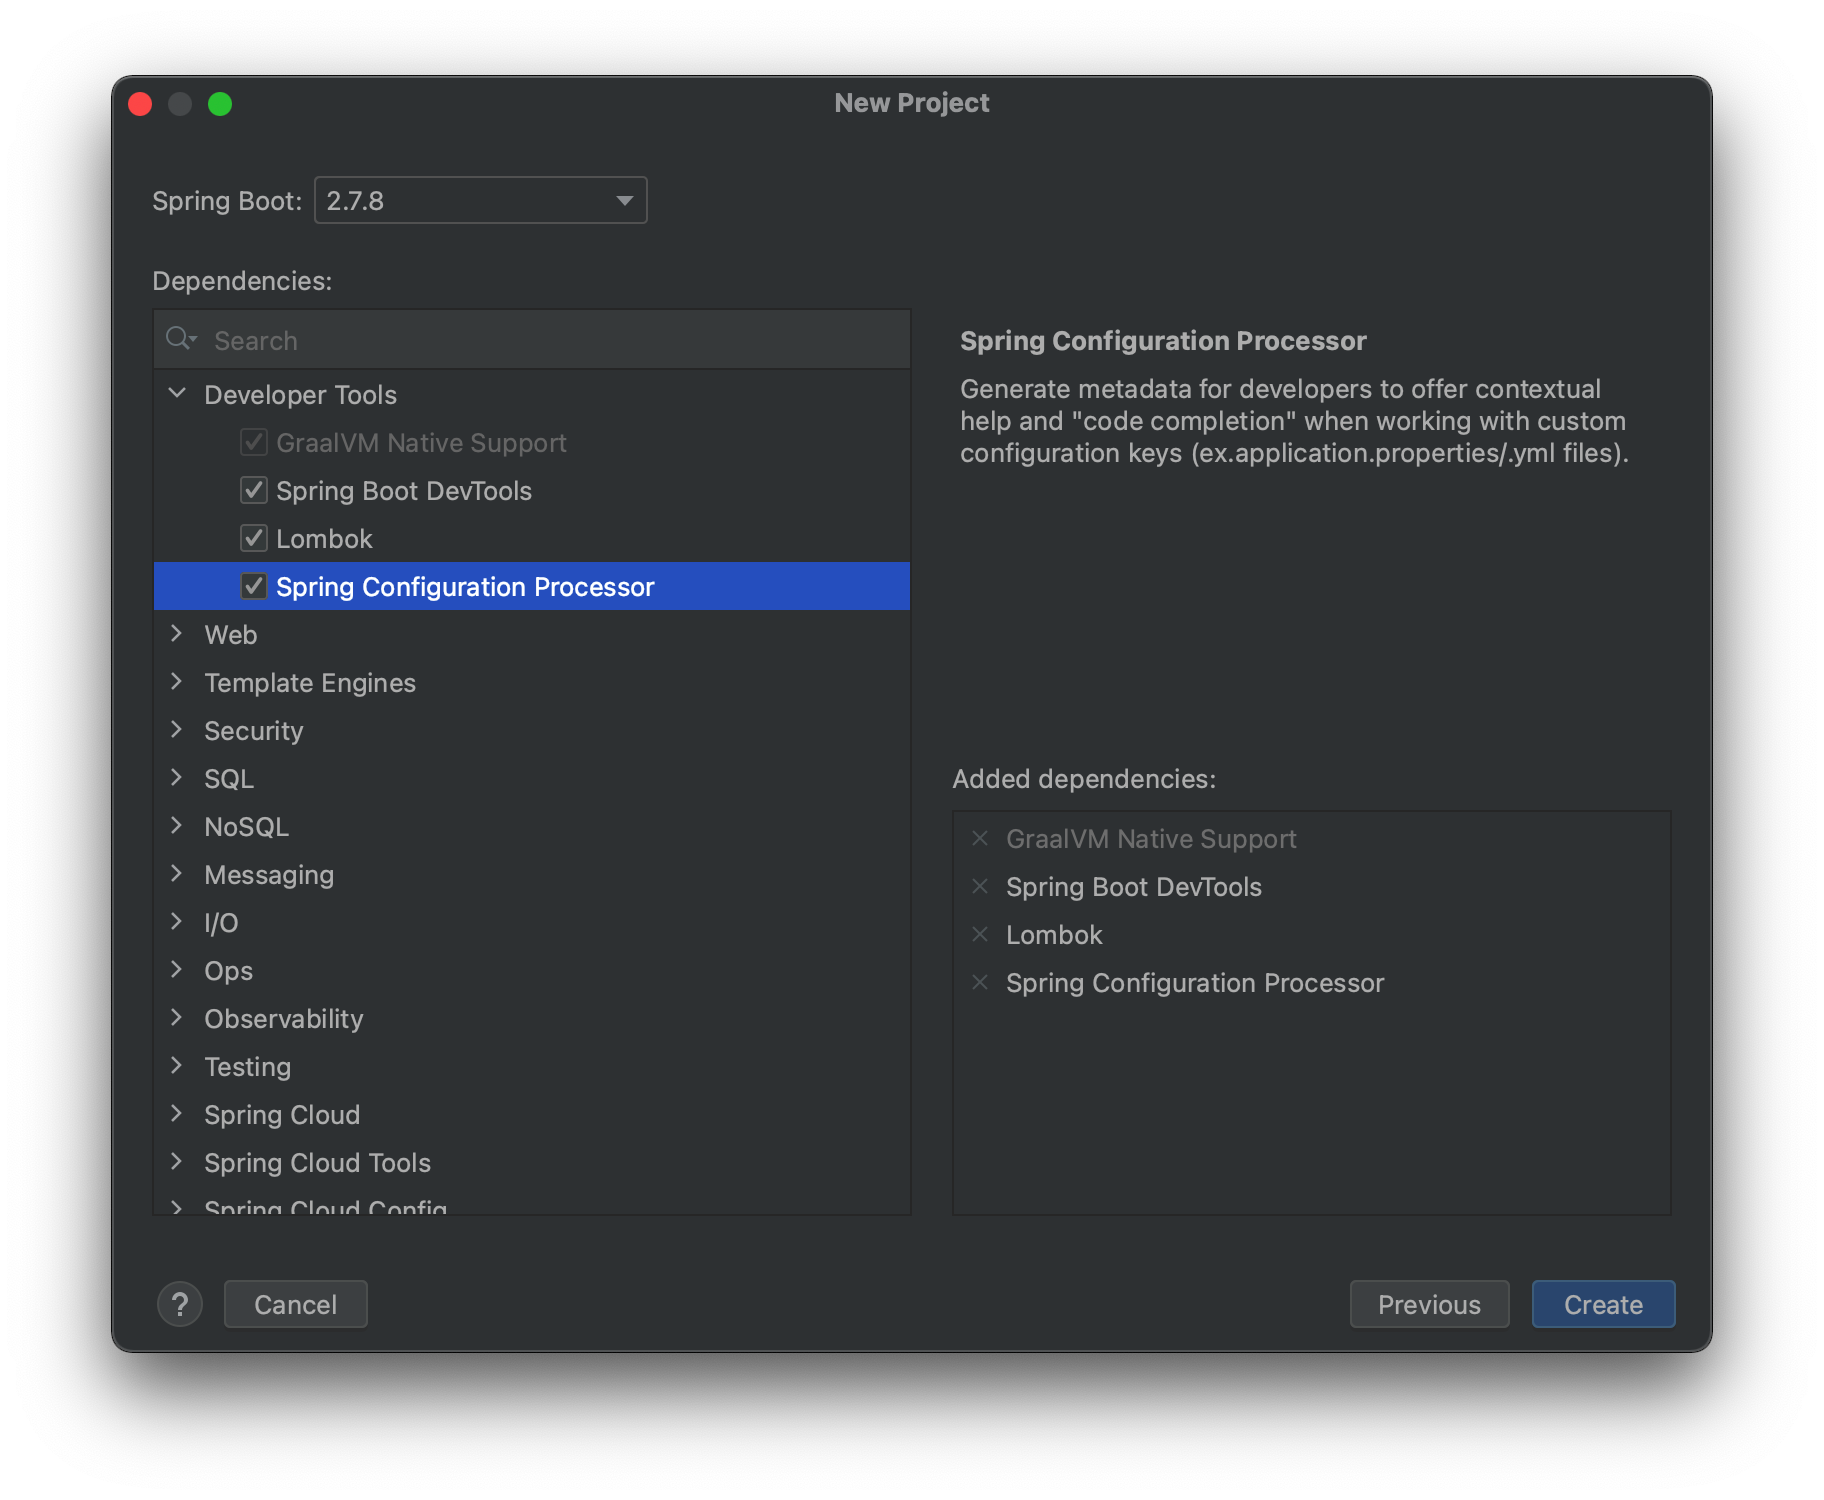 New Project
Spring Boot: 2.7.8
Dependencies:
Search
Developer Tools
GraalVM Native Support
Spring Boot DevTools
Lombok
Spring Configuration Processor
Web
Template Engines
Security
SQL
NoSQL
Messaging
I/O
Ops
Observability
Testing
Spring Cloud
Spring Cloud Tools
Spring Cloud Config
Spring Configuration Processor
Generate metadata for developers to offer contextual
help and "code completion" when working with custom
configuration keys (ex.application.properties/.yml files).
Added dependencies:
GraalVM Native Support
Spring Boot DevTools
Lombok
Spring Configuration Processor
? Cancel Previous Create